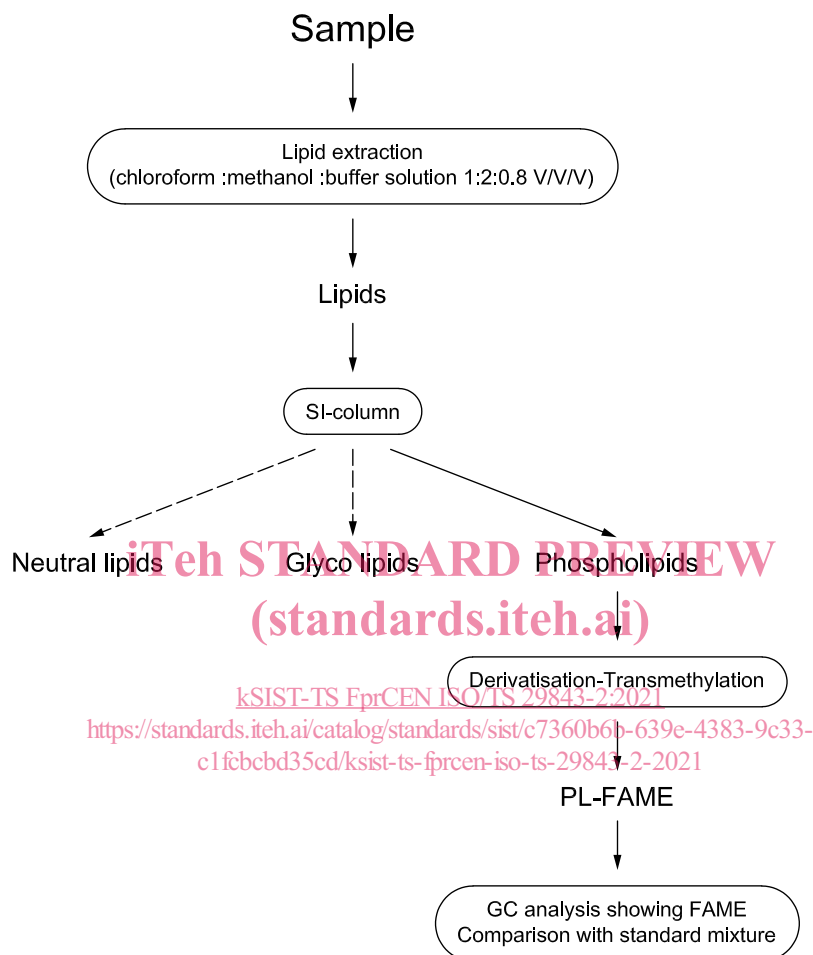 Sample
Lipid extraction
(chloroform :methanol :buffer solution 1:2:0.8 V/V/V)
Lipids
SI-column
Neutral lipids
Glyco lipids
Phospholipids
iTeh STANDARD PREVIEW
(standards.iteh.ai)
Derivatisation-Transmethylation
kSIST-TS FprCEN ISO/TS 29843-2:2021
https://standards.iteh.ai/catalog/standards/sist/c7360b6b-639e-4383-9c33-
c1fcbcbd35cd/ksist-ts-fprcen-iso-ts-29843-2-2021
PL-FAME
GC analysis showing FAME
Comparison with standard mixture